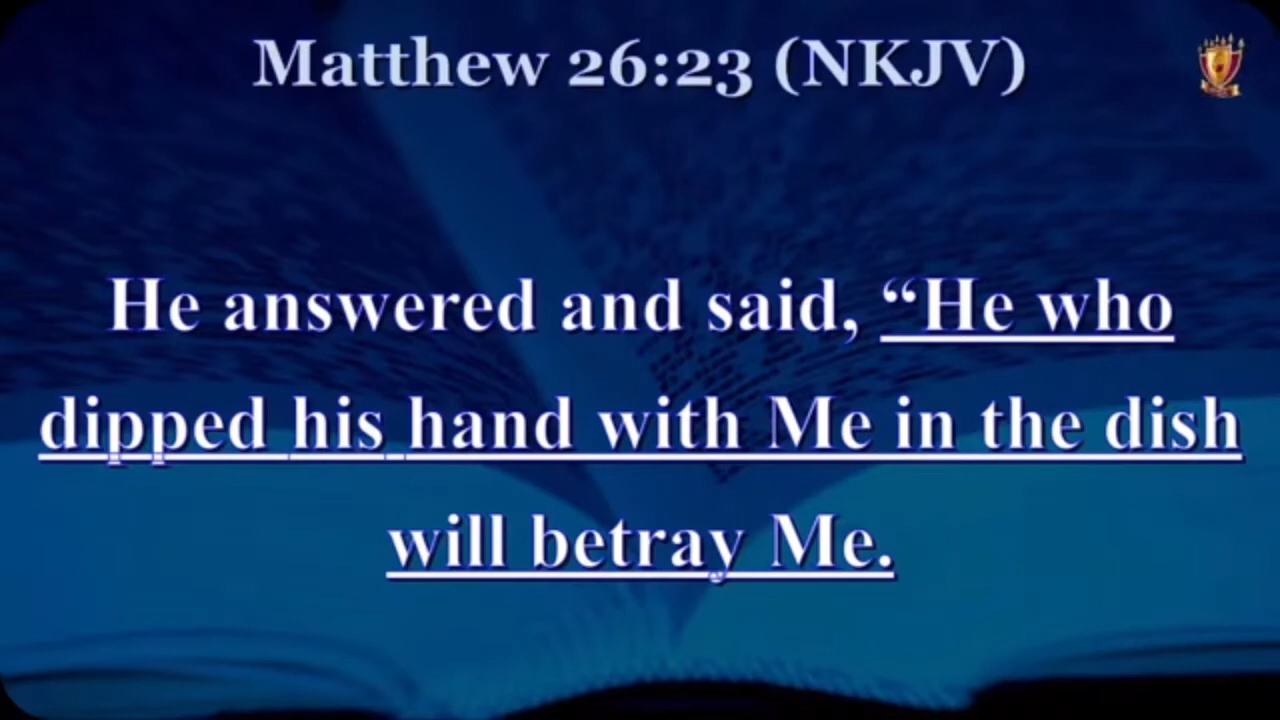 Matthew 26:23 (NKJV)
He answered and said, “He who
dipped his hand with Me in the dish
will betray Me.